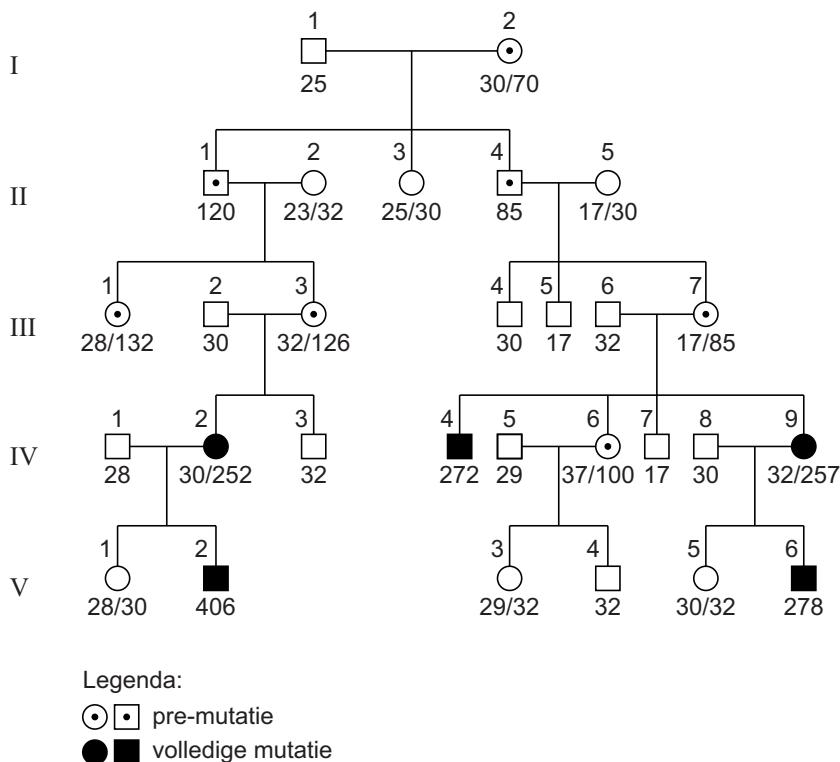 1 2
I
25 30/70
1 2 3 4 5
II
120 23/32 25/30 85 17/30
1 2 3 4 5 6 7
III
28/132 30 32/126 30 17 32 17/85
1 2 3 4 5 6 7 8 9
IV
28 30/252 32 272 29 37/100 17 30 32/257
1 2 3 4 5 6
V
28/30 406 29/32 32 30/32 278
Legenda:
pre-mutatie
volledige mutatie